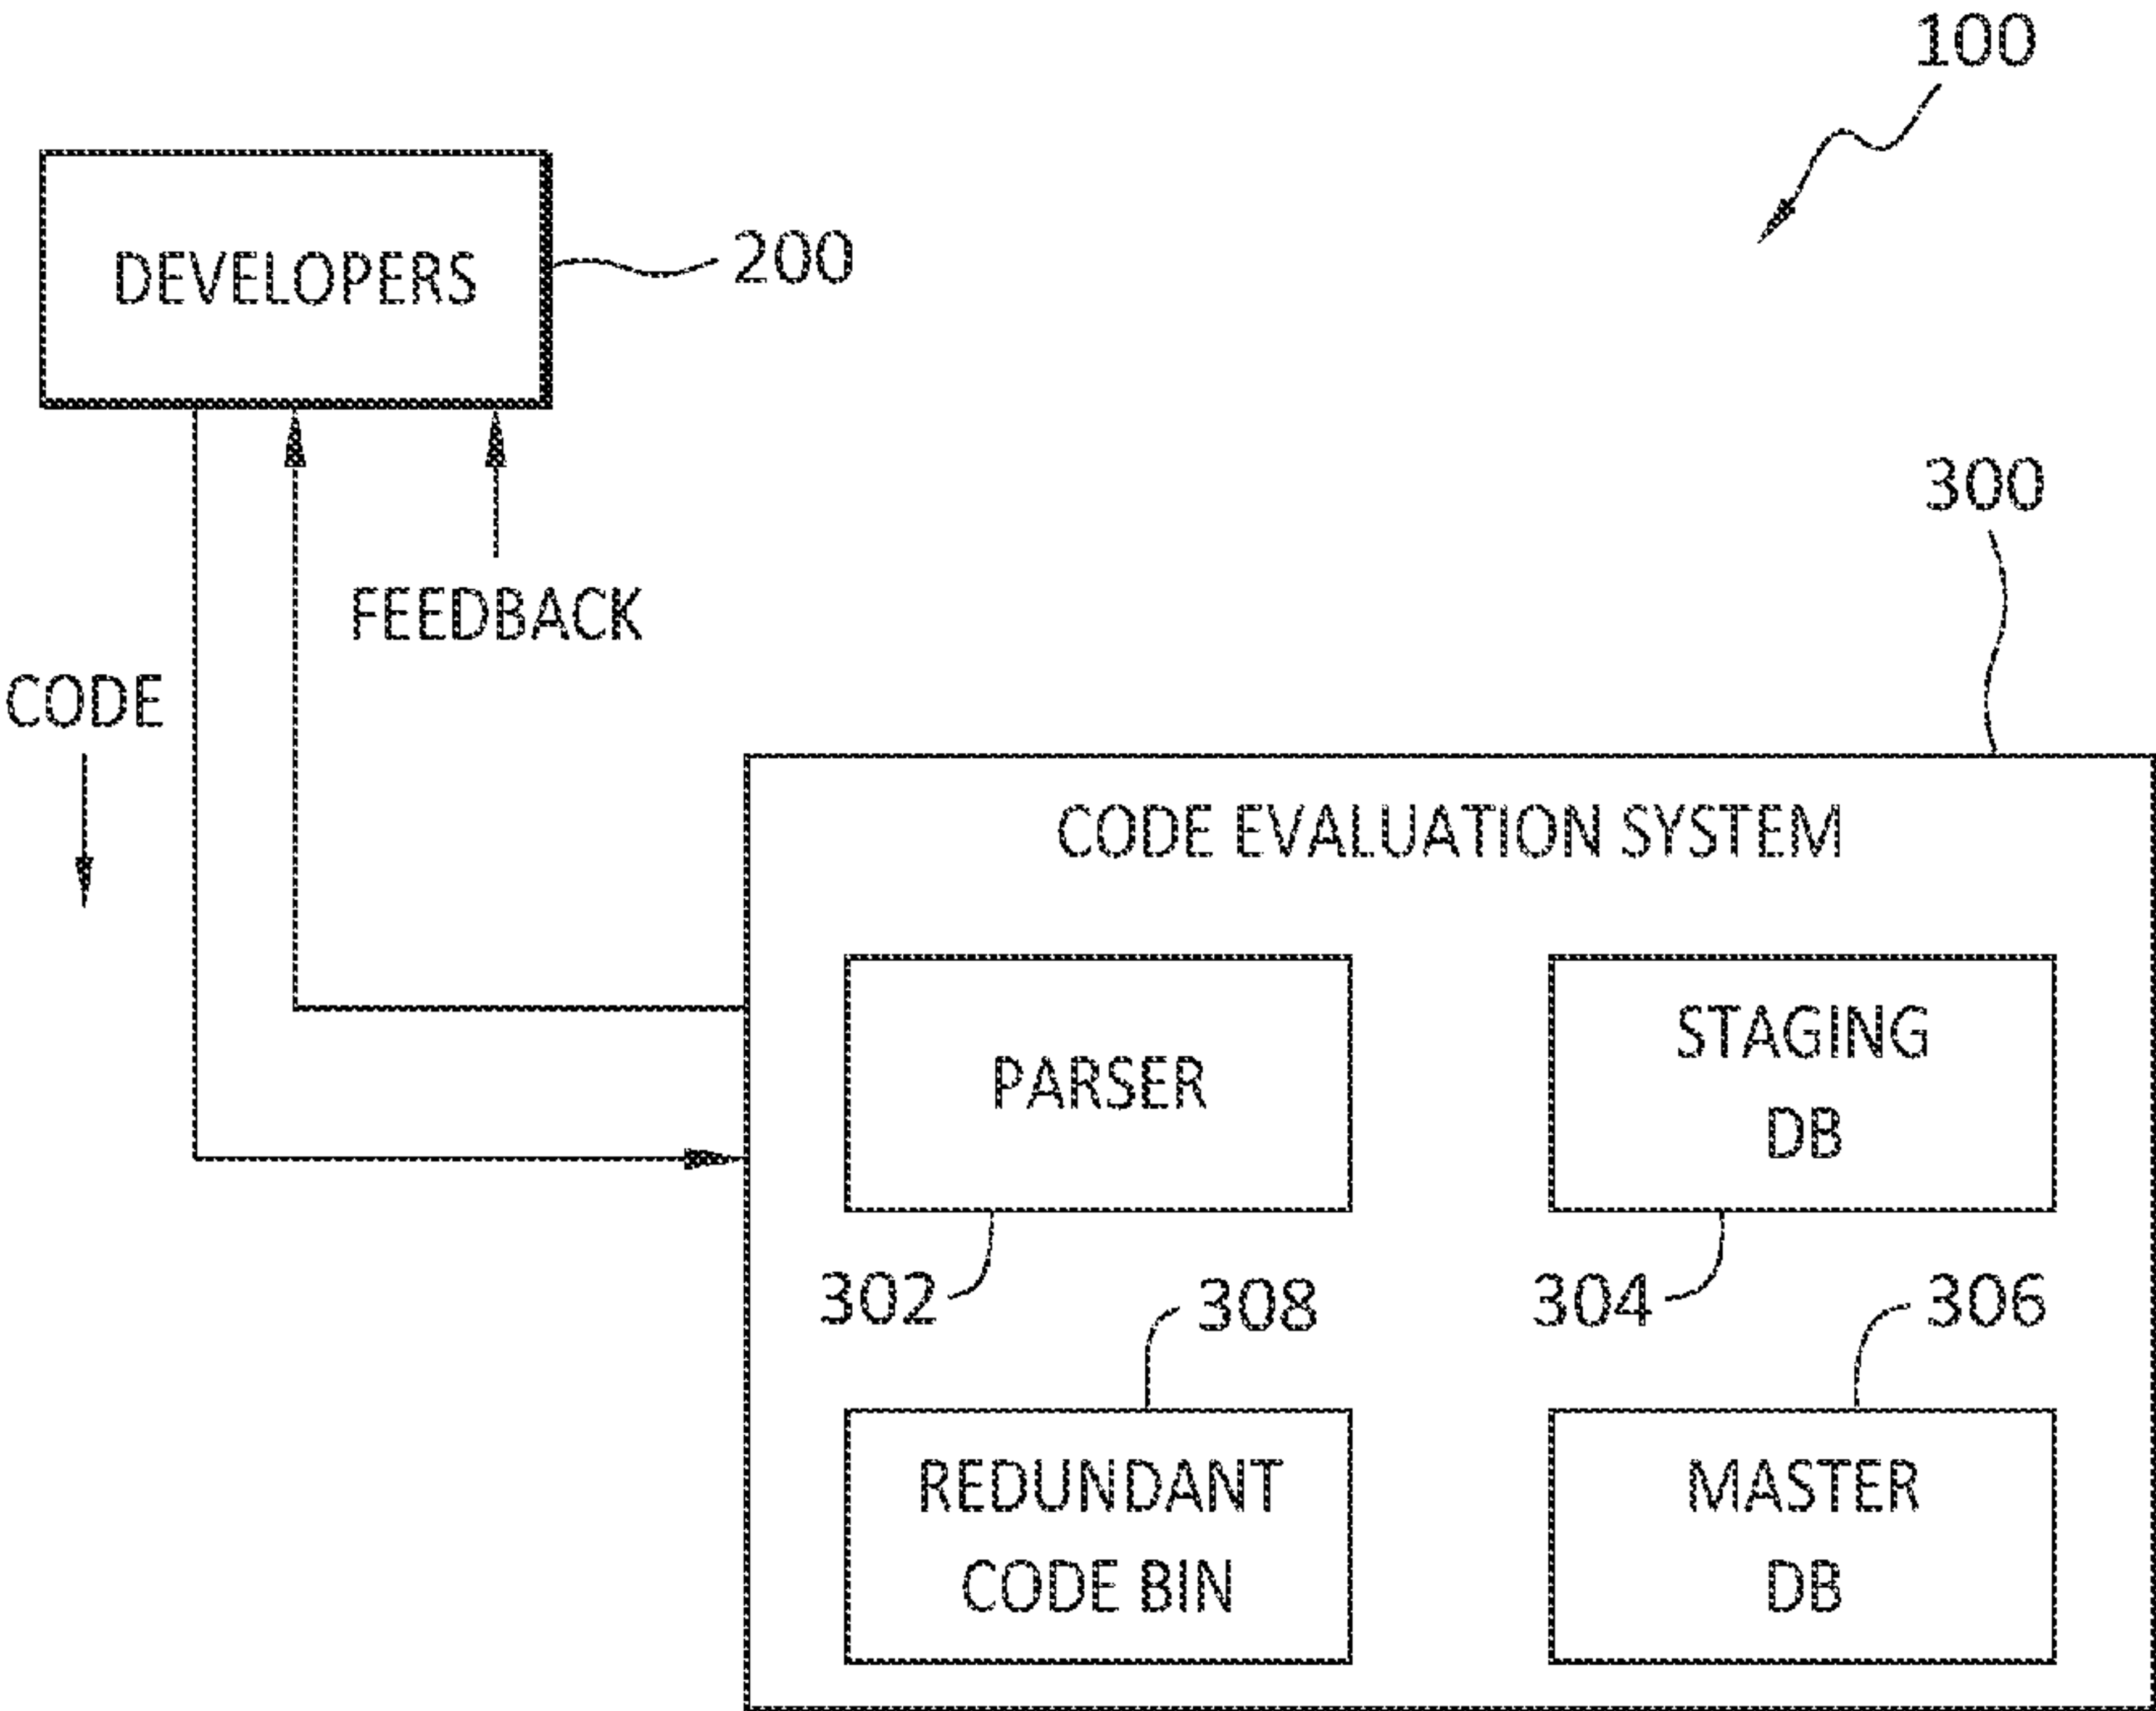 100
DEVELOPERS
200
FEEDBACK
300
CODE
CODE EVALUATION SYSTEM
PARSER
STAGING
DB
302
308
304
306
REDUNDANT
CODE BIN
MASTER
DB